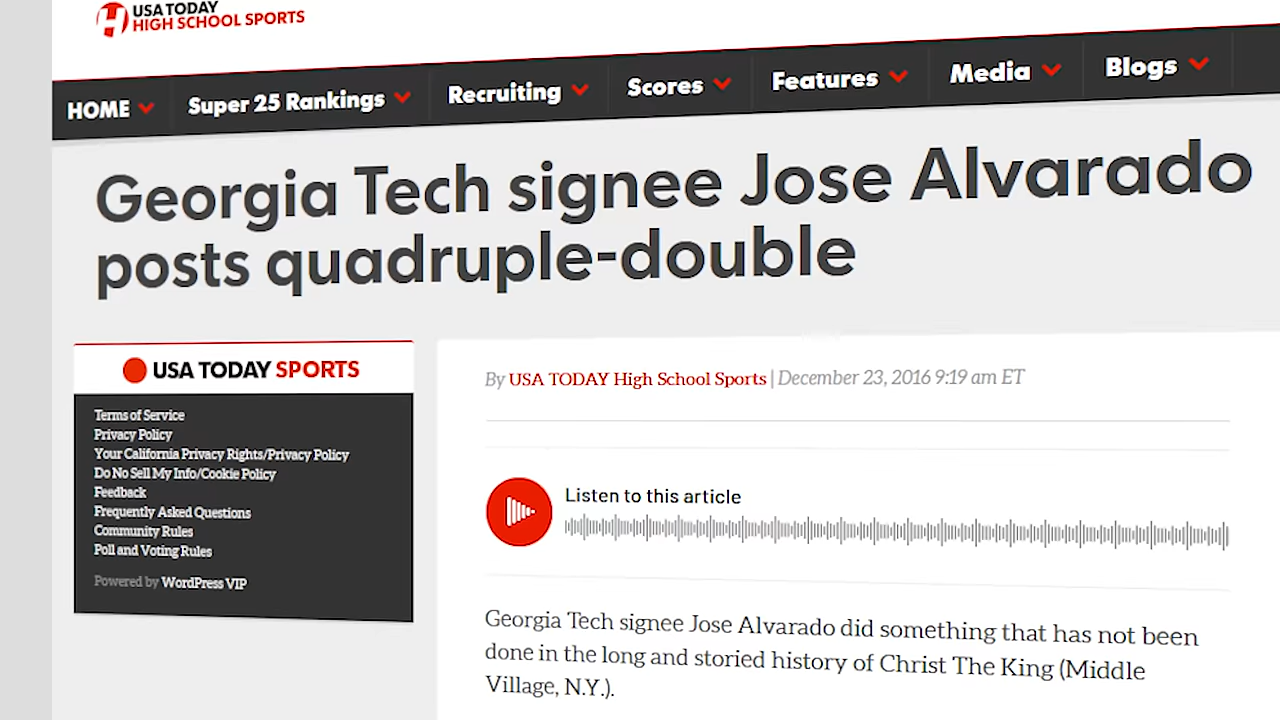 USA TODAY
HIGH SCHOOL SPORTS
HOME Super 25 Rankings Recruiting Scores Features Media Blogs
Georgia Tech signee Jose Alvarado
posts quadruple-double
USA TODAY SPORTS
Terms of Service
Privacy Policy
Your California Privacy Rights/Privacy Policy
Do No Sell My Info/Cookie Policy
Feedback
Frequently Asked Questions
Community Rules
Poll and Voting Rules
Powered by WordPress VIP
By USA TODAY High School Sports | December 23, 2016 9:19 am ET
Listen to this article
Georgia Tech signee Jose Alvarado did something that has not been
done in the long and storied history of Christ The King (Middle
Village, N.Y.).